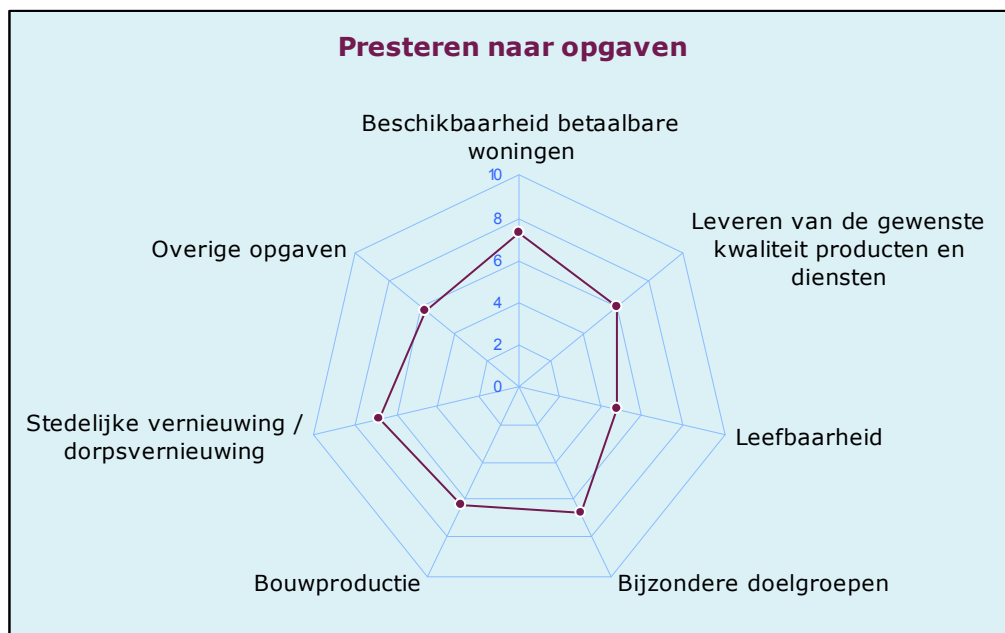 Presteren naar opgaven
Beschikbaarheid betaalbare
woningen
10
8
6
4
2
0
Leveren van de gewenste
kwaliteit producten en
diensten
Overige opgaven
Stedelijke vernieuwing /
dorpsvernieuwing
Leefbaarheid
Bouwproductie
Bijzondere doelgroepen